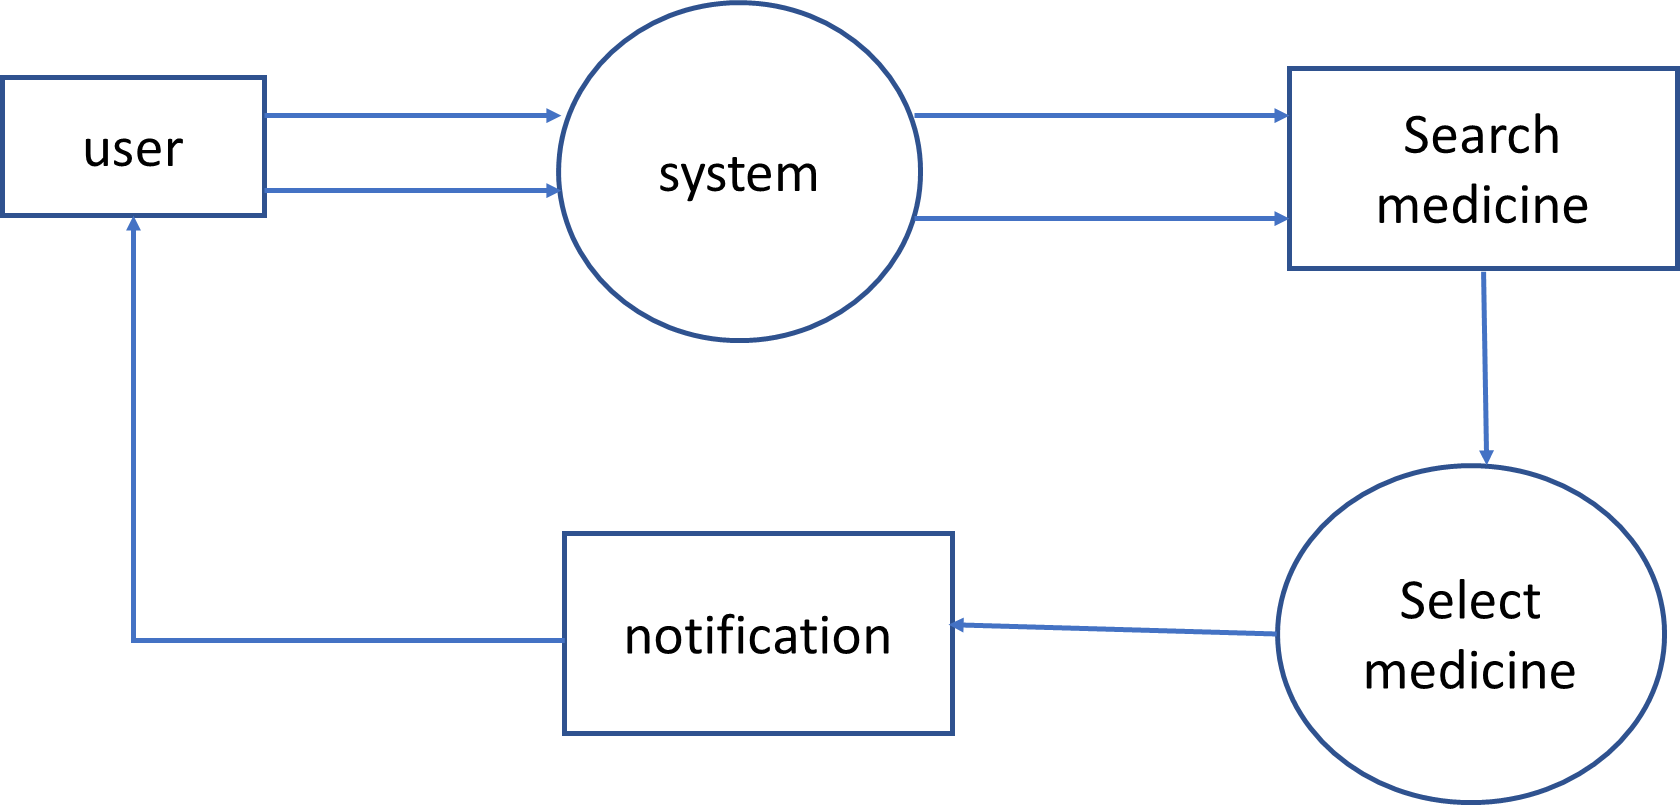 user
system
Search
medicine
notification
Select
medicine